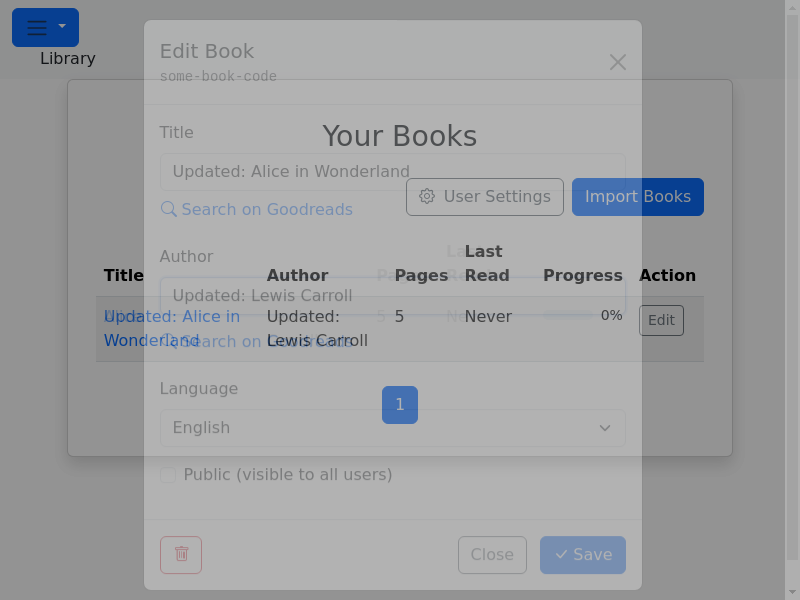 Library
Edit Book
some-book-code
Your Books
Title
Updated: Alice in Wonderland
Search on Goodreads
User Settings
Import Books
Author
Updated: Lewis Carroll
Search on Goodreads
Title Author Pages Last Read Progress Action
Updated: Alice in Wonderland
Updated: Lewis Carroll
5 Never 0% Edit
Language
English
1
Public (visible to all users)
Close
Save